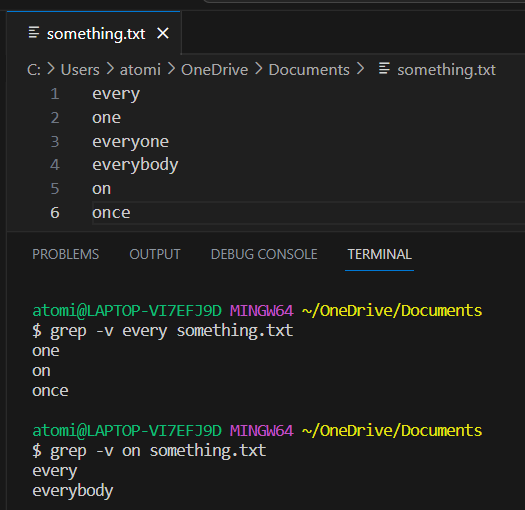 something.txt ×
C: > Users > atomi > OneDrive > Documents > something.txt
1 every
2 one
3 everyone
4 everybody
5 on
6 once
PROBLEMS OUTPUT DEBUG CONSOLE TERMINAL
atomi@LAPTOP-VI7EFJ9D MINGW64 ~/OneDrive/Documents
$ grep -v every something.txt
one
on
once
atomi@LAPTOP-VI7EFJ9D MINGW64 ~/OneDrive/Documents
$ grep -v on something.txt
every
everybody